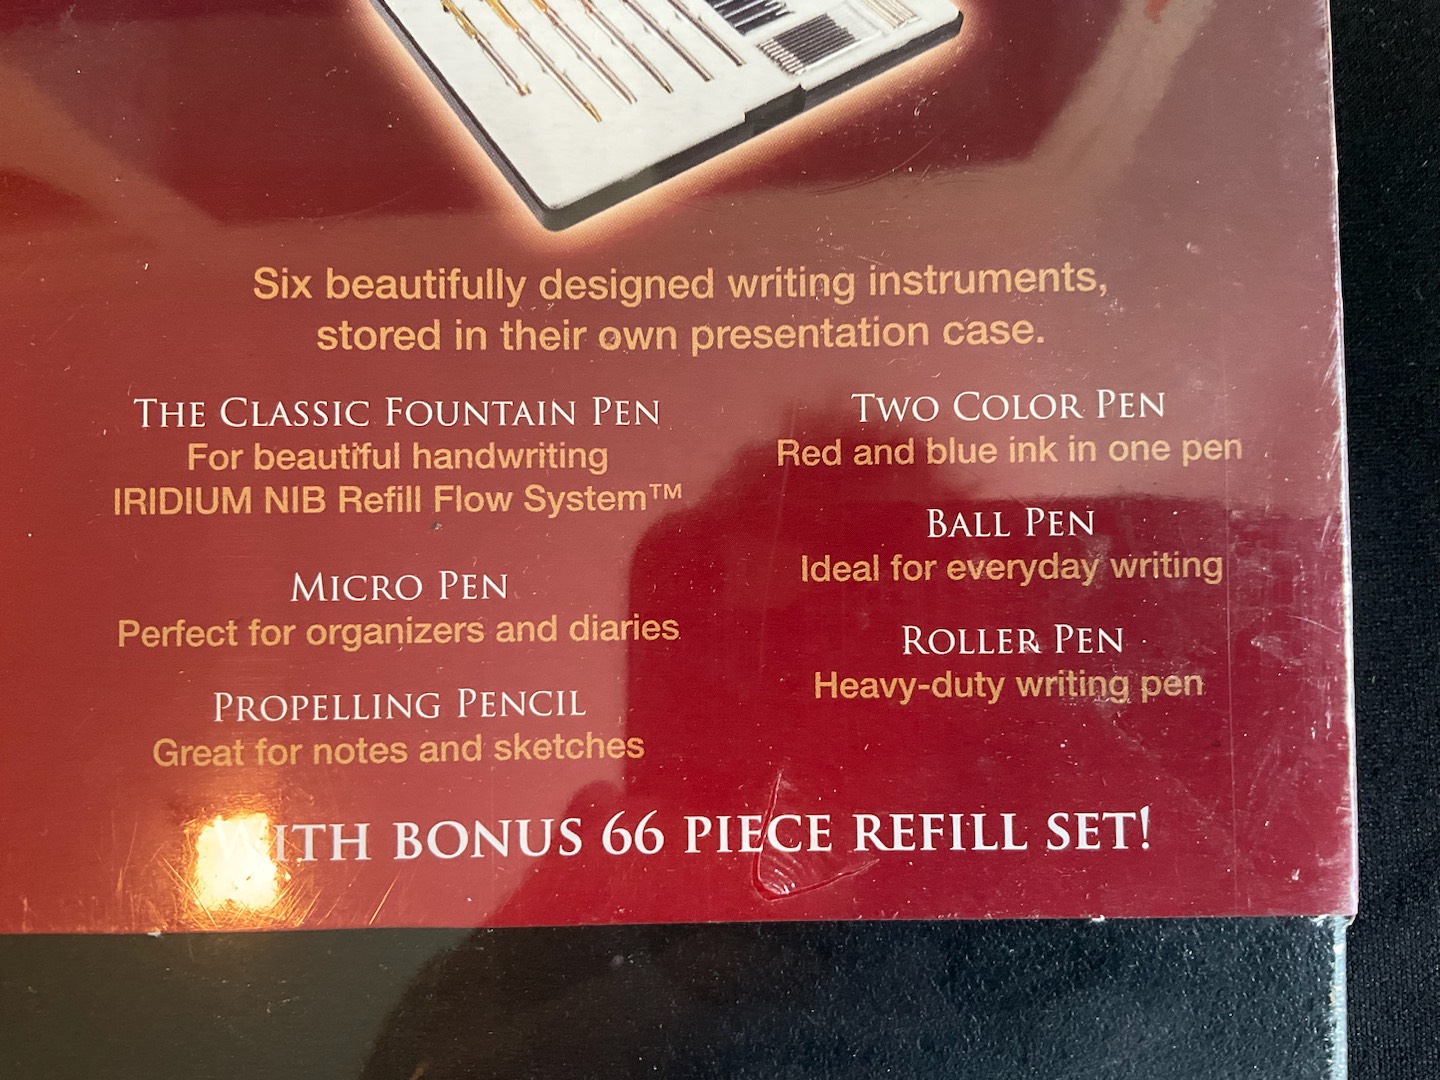 Six beautifully designed writing instruments,
stored in their own presentation case.
THE CLASSIC FOUNTAIN PEN
For beautiful handwriting
IRIDIUM NIB Refill Flow System™
MICRO PEN
Perfect for organizers and diaries
PROPELLING PENCIL
Great for notes and sketches
TWO COLOR PEN
Red and blue ink in one pen
BALL PEN
Ideal for everyday writing
ROLLER PEN
Heavy-duty writing pen
WITH BONUS 66 PIECE REFILL SET!